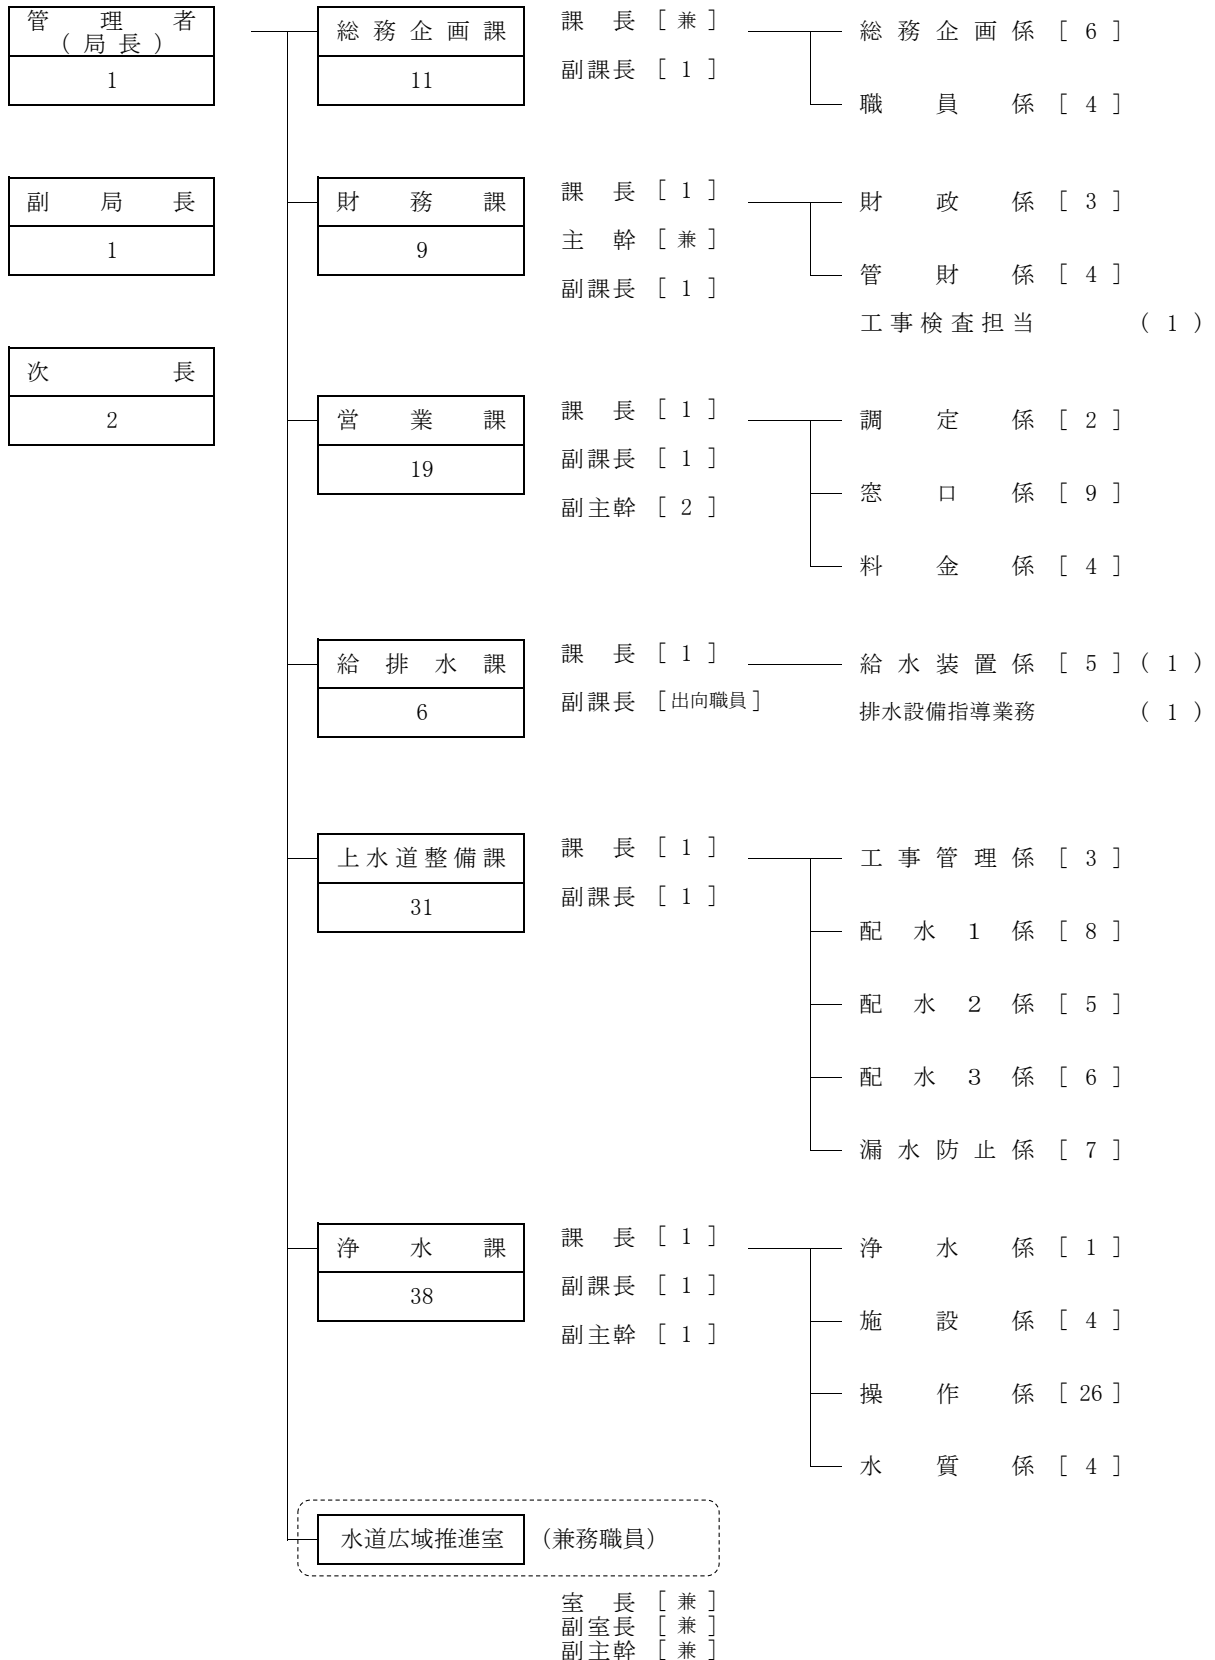 管理者
(局長)
1
副局長
1
次長
2
総務企画課
11
課長［兼］
副課長［1］
総務企画係［6］
職員係［4］
財務課
9
課長［1］
主幹［兼］
副課長［1］
財政係［3］
管財係［4］
工事検査担当 (1)
営業課
19
課長［1］
副課長［1］
副主幹［2］
調定係［2］
窓口係［9］
料金係［4］
給排水課
6
課長［1］
副課長［出向職員］
給水装置係［5］(1)
排水設備指導業務 (1)
上水道整備課
31
課長［1］
副課長［1］
工事管理係［3］
配水1係［8］
配水2係［5］
配水3係［6］
漏水防止係［7］
浄水課
38
課長［1］
副課長［1］
副主幹［1］
浄水係［1］
施設係［4］
操作係［26］
水質係［4］
水道広域推進室 (兼務職員)
室長［兼］
副室長［兼］
副主幹［兼］